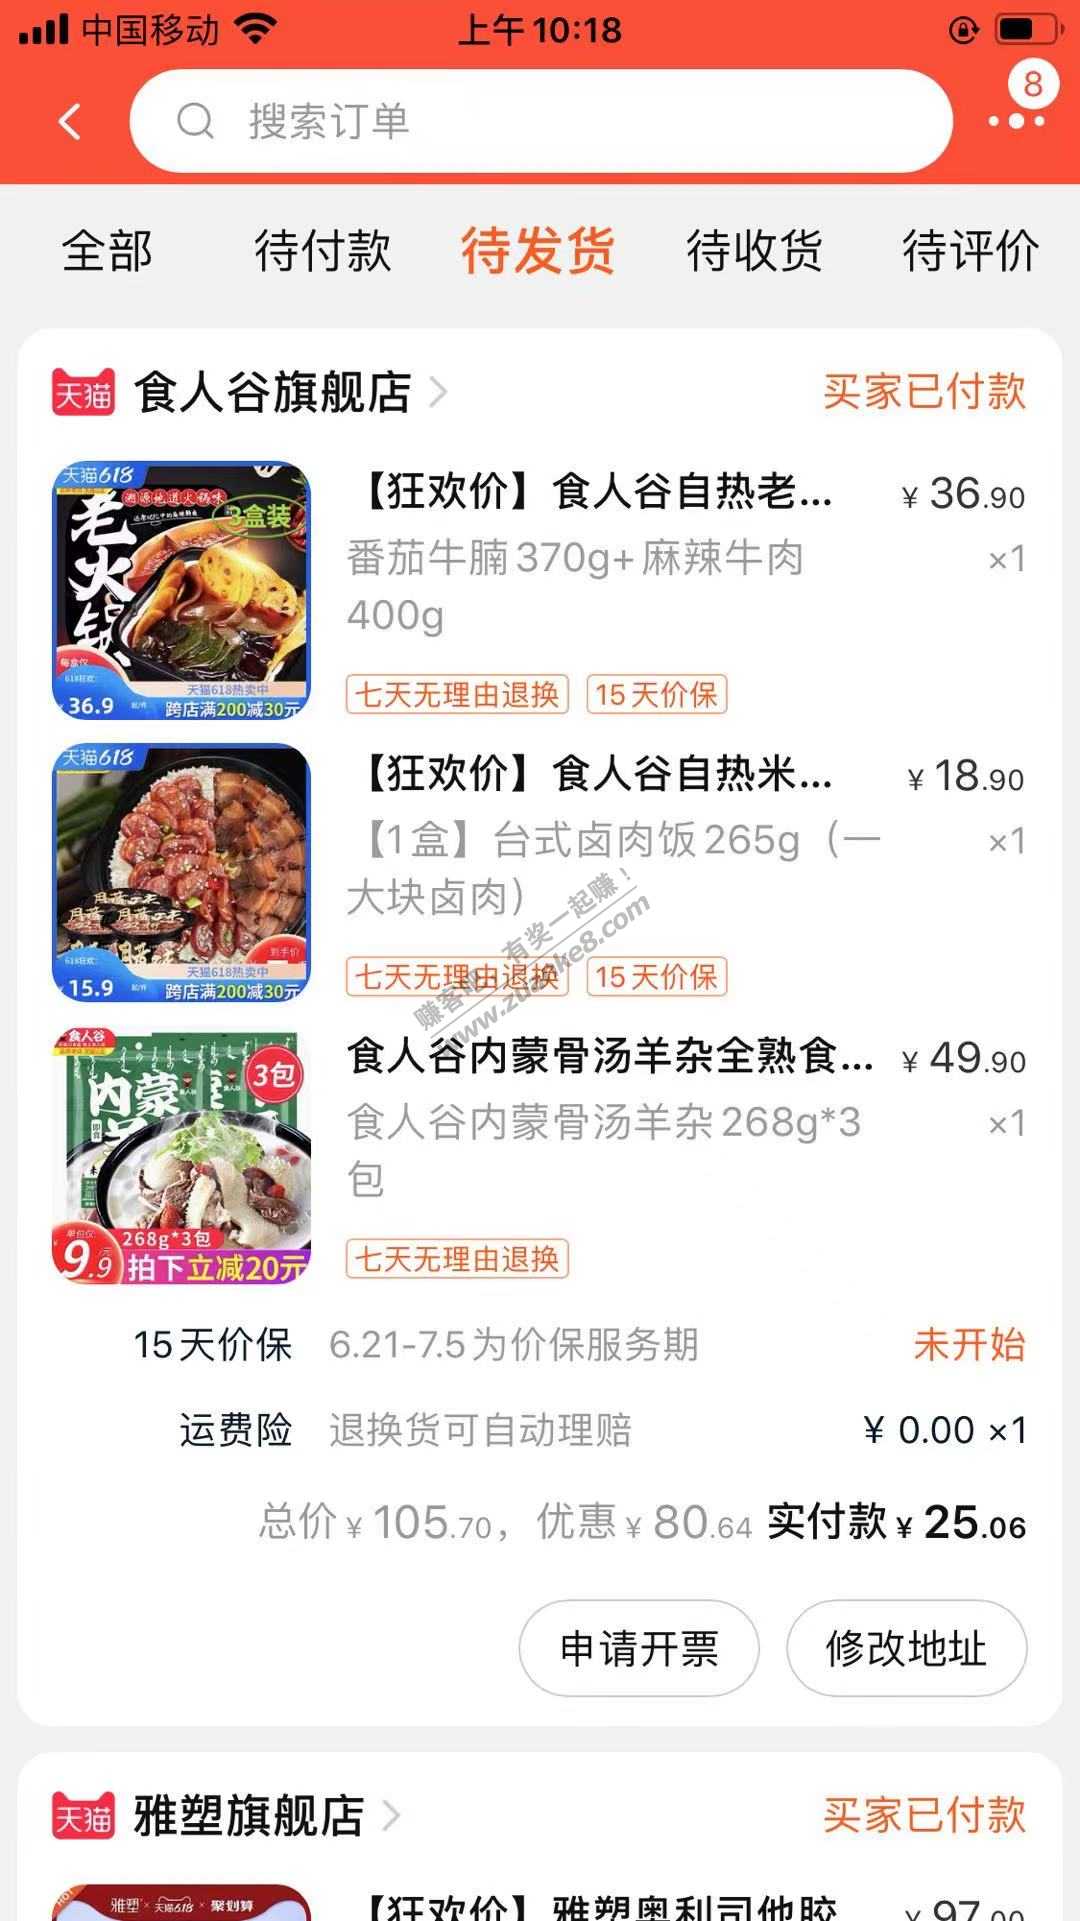 中国移动
上午10:18
8
搜索订单
全部 待付款 待发货 待收货 待评价
天猫 食人谷旗舰店 买家已付款
天猫618
溯源地道火锅味
3盒装
老火锅
每盒仅
618狂欢:
36.9
天猫618热卖中
跨店满200减30元
【狂欢价】食人谷自热老... ¥36.90
番茄牛腩370g+麻辣牛肉 ×1
400g
七天无理由退换 15天价保
天猫618
618狂欢:
15.9
到手价
天猫618热卖中
跨店满200减30元
【狂欢价】食人谷自热米... ¥18.90
【1盒】台式卤肉饭265g（一 ×1
大块卤肉）
七天无理由退换 15天价保
赚客吧，有奖一起赚！
www.zuanke8.com
食人谷
内蒙
3包
单包仅:
9.9元
268g*3包
拍下立减20元
食人谷内蒙骨汤羊杂全熟食... ¥49.90
食人谷内蒙骨汤羊杂268g*3 ×1
包
七天无理由退换
15天价保 6.21-7.5为价保服务期 未开始
运费险 退换货可自动理赔 ¥0.00 ×1
总价¥105.70，优惠¥80.64 实付款¥25.06
申请开票 修改地址
天猫 雅塑旗舰店 买家已付款
HOT
雅塑 × 天猫618 × 聚划算
【狂欢价】雅塑奥利司他胶 ¥97.00